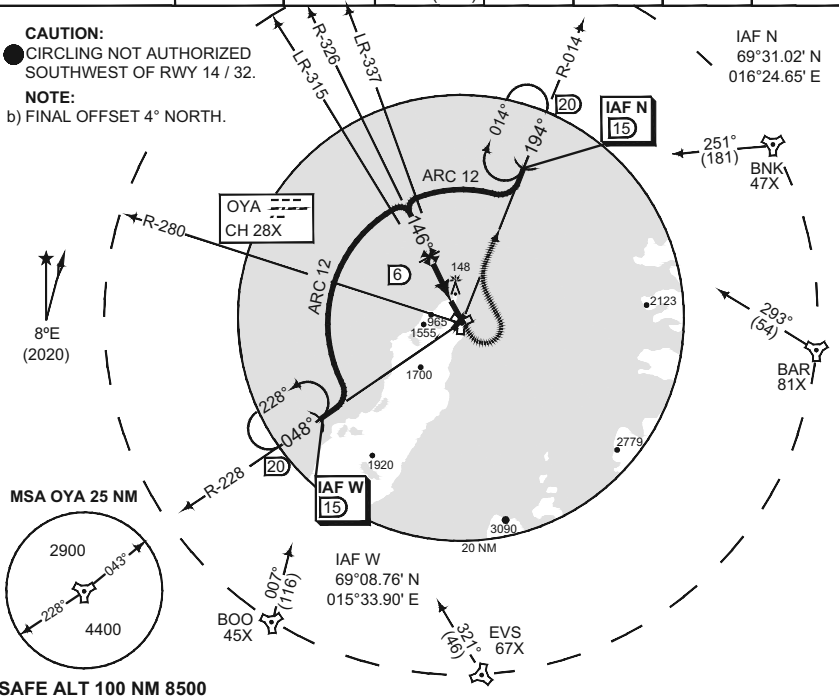 CAUTION:
CIRCLING NOT AUTHORIZED
SOUTHWEST OF RWY 14 / 32.
NOTE:
b) FINAL OFFSET 4° NORTH.
LR-315
R-326
LR-337
R-014
IAF N
69°31.02' N
016°24.65' E
20
014°
194°
IAF N
15
251°
(181)
BNK
47X
ARC 12
OYA
CH 28X
R-280
146°
6
148
ARC 12
965
1555
1700
2123
293°
(54)
BAR
81X
8°E
(2020)
228°
048°
20
R-228
1920
2779
IAF W
15
3090
20 NM
MSA OYA 25 NM
2900
043°
228°
4400
IAF W
69°08.76' N
015°33.90' E
007°
(116)
BOO
45X
321°
(46)
EVS
67X
SAFE ALT 100 NM 8500